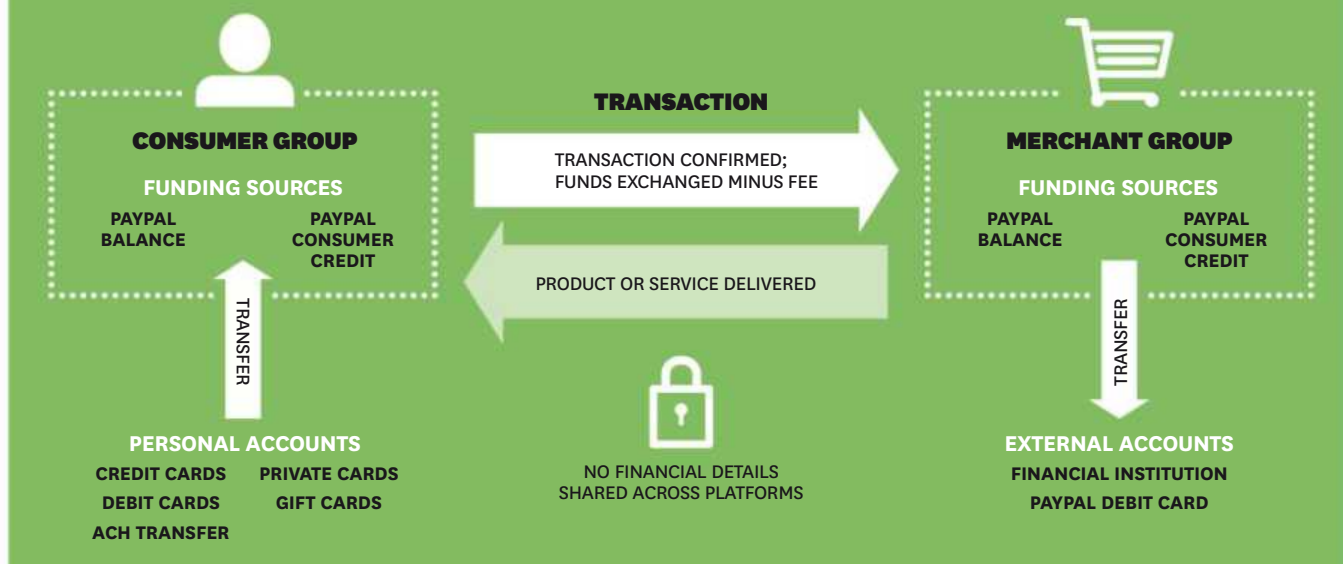 TRANSACTION
CONSUMER GROUP
FUNDING SOURCES
PAYPAL
BALANCE
PAYPAL
CONSUMER
CREDIT
TRANSFER
PERSONAL ACCOUNTS
CREDIT CARDS
PRIVATE CARDS
DEBIT CARDS
GIFT CARDS
ACH TRANSFER
TRANSACTION CONFIRMED;
FUNDS EXCHANGED MINUS FEE
PRODUCT OR SERVICE DELIVERED
NO FINANCIAL DETAILS
SHARED ACROSS PLATFORMS
MERCHANT GROUP
FUNDING SOURCES
PAYPAL
BALANCE
PAYPAL
CONSUMER
CREDIT
TRANSFER
EXTERNAL ACCOUNTS
FINANCIAL INSTITUTION
PAYPAL DEBIT CARD